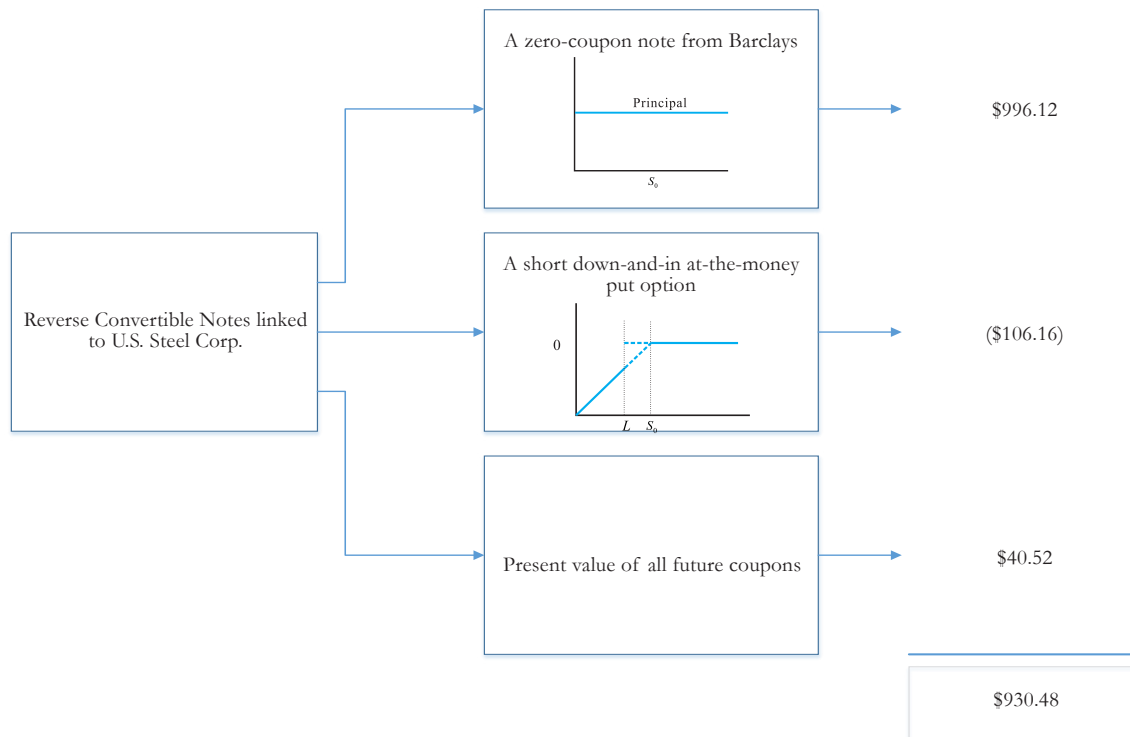 A zero-coupon note from Barclays
Principal
S₀
$996.12
Reverse Convertible Notes linked
to U.S. Steel Corp.
A short down-and-in at-the-money
put option
0
L S₀
($106.16)
Present value of all future coupons
$40.52
$930.48